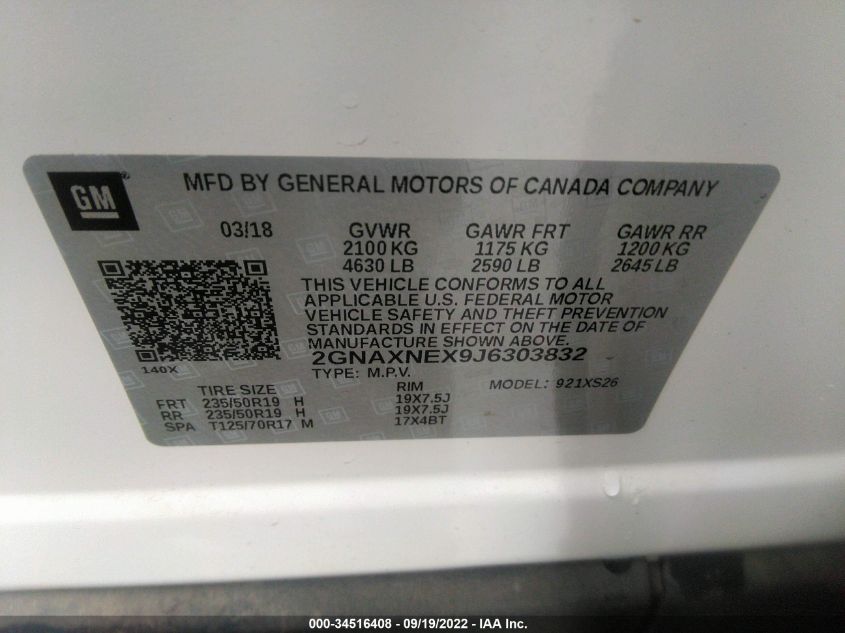 GM
MFD BY GENERAL MOTORS OF CANADA COMPANY
03/18 GVWR GAWR FRT GAWR RR
2100 KG 1175 KG 1200 KG
4630 LB 2590 LB 2645 LB
THIS VEHICLE CONFORMS TO ALL
APPLICABLE U.S. FEDERAL MOTOR
VEHICLE SAFETY AND THEFT PREVENTION
STANDARDS IN EFFECT ON THE DATE OF
MANUFACTURE SHOWN ABOVE.
140X 2GNAXNEX9J6303832
TYPE: M.P.V. MODEL: 921XS26
TIRE SIZE RIM
FRT 235/50R19 H 19X7.5J
RR 235/50R19 H 19X7.5J
SPA T125/70R17 M 17X4BT
000-34516408 - 09/19/2022 - IAA Inc.